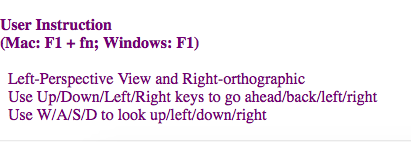 User Instruction
(Mac: F1 + fn; Windows: F1)
Left-Perspective View and Right-orthographic
Use Up/Down/Left/Right keys to go ahead/back/left/right
Use W/A/S/D to look up/left/down/right